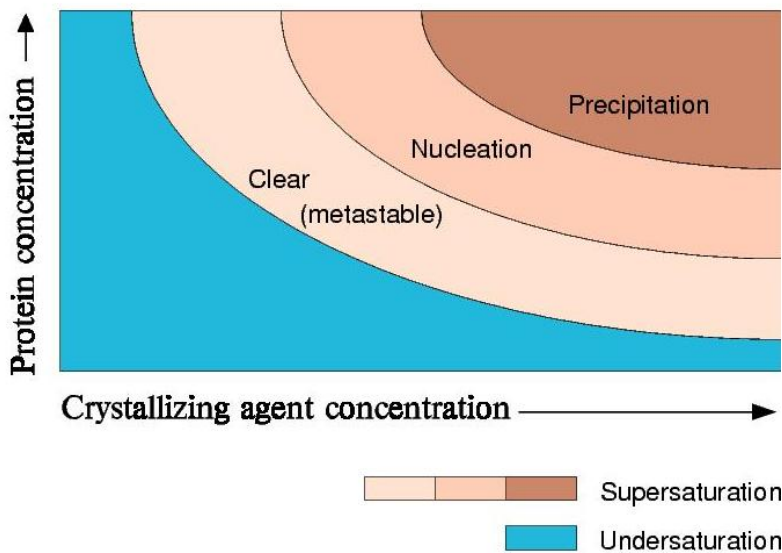 Protein concentration
Precipitation
Nucleation
Clear
(metastable)
Crystallizing agent concentration
Supersaturation
Undersaturation